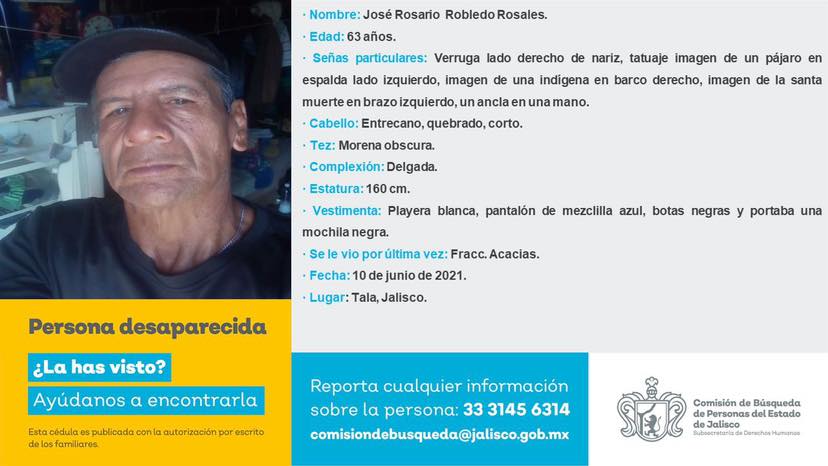 · Nombre: José Rosario Robledo Rosales.
· Edad: 63 años.
· Señas particulares: Verruga lado derecho de nariz, tatuaje imagen de un pájaro en
espalda lado izquierdo, imagen de una indigena en barco derecho, imagen de la santa
muerte en brazo izquierdo, un ancla en una mano.
· Cabello: Entrecano, quebrado, corto.
· Tez: Morena obscura.
· Complexión: Delgada.
· Estatura: 160 cm.
· Vestimenta: Playera blanca, pantalón de mezclilla azul, botas negras y portaba una
mochila negra.
· Se le vio por última vez: Fracc. Acacias.
· Fecha: 10 de junio de 2021.
· Lugar: Tala, Jalisco.
Persona desaparecida
¿La has visto?
Ayúdanos a encontrarla
Esta cédula es publicada con la autorización por escrito
de los familiares.
Reporta cualquier información
sobre la persona: 33 3145 6314
comisiondebusqueda@jalisco.gob.mx
Comisión de Búsqueda
de Personas del Estado
de Jalisco
Subsecretaría de Derechos Humanos